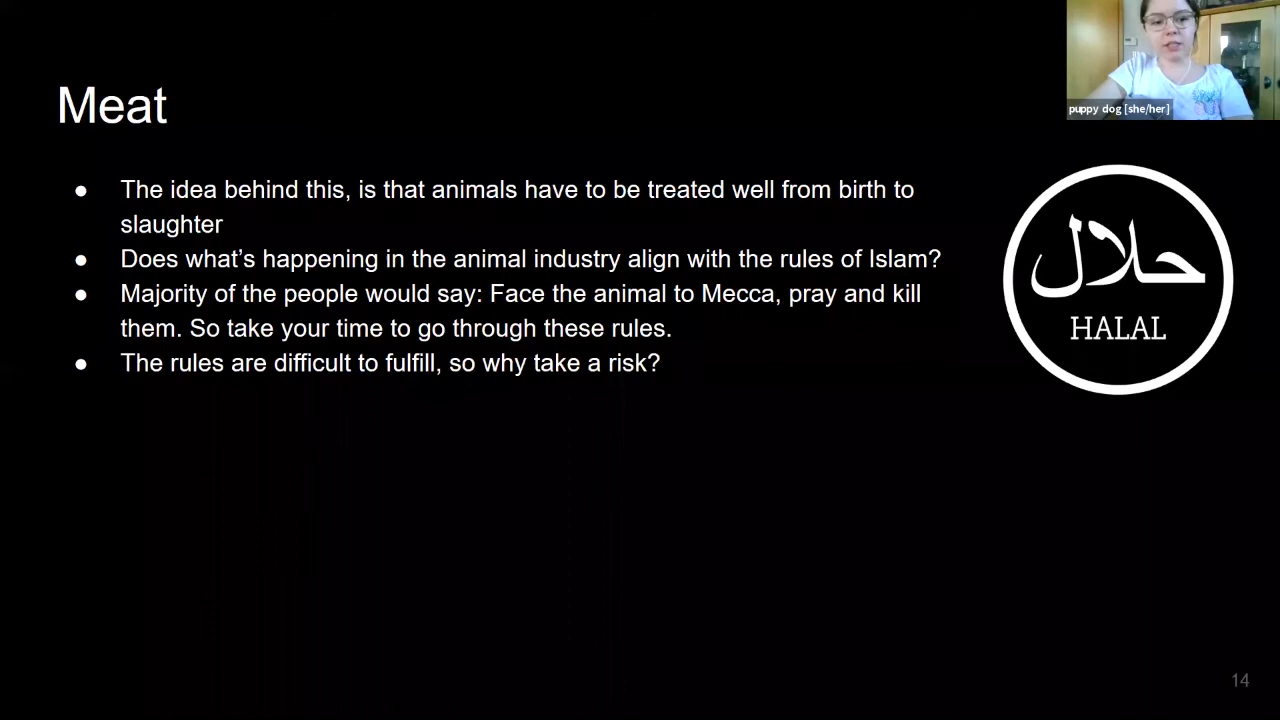 puppy dog [she/her]
Meat
● The idea behind this, is that animals have to be treated well from birth to
slaughter
● Does what’s happening in the animal industry align with the rules of Islam?
● Majority of the people would say: Face the animal to Mecca, pray and kill
them. So take your time to go through these rules.
● The rules are difficult to fulfill, so why take a risk?
حلال
HALAL
14